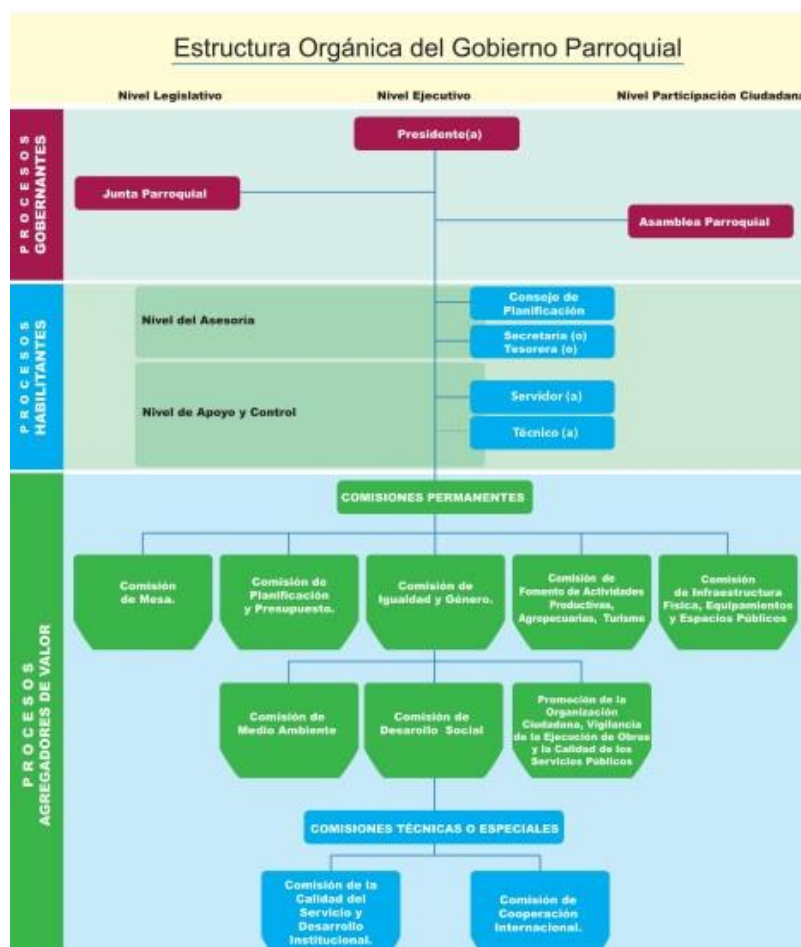 Estructura Orgánica del Gobierno Parroquial
Nivel Legislativo
Nivel Ejecutivo
Nivel Participación Ciudadana
PROCESOS
GOBERNANTES
Presidente(a)
Junta Parroquial
Asamblea Parroquial
PROCESOS
HABILITANTES
Nivel del Asesoría
Consejo de
Planificación
Secretaria (o)
Tesorera (o)
Nivel de Apoyo y Control
Servidor (a)
Técnico (a)
PROCESOS
AGREGADORES DE VALOR
COMISIONES PERMANENTES
Comisión
de Mesa.
Comisión de
Planificación
y Presupuesto.
Comisión de
Igualdad y Género.
Comisión de
Fomento de Actividades
Productivas,
Agropecuarias, Turismo
Comisión
de Infraestructura
Física, Equipamientos
y Espacios Públicos
Comisión de
Medio Ambiente
Comisión de
Desarollo Social
Promoción de la
Organización
Ciudadana, Vigilancia
de la Ejecución de Obras
y la Calidad de los
Servicios Públicos
COMISIONES TÉCNICAS O ESPECIALES
Comisión de la
Calidad del
Servicio y
Desarrollo
Institucional.
Comisión de
Cooperación
Internacional.